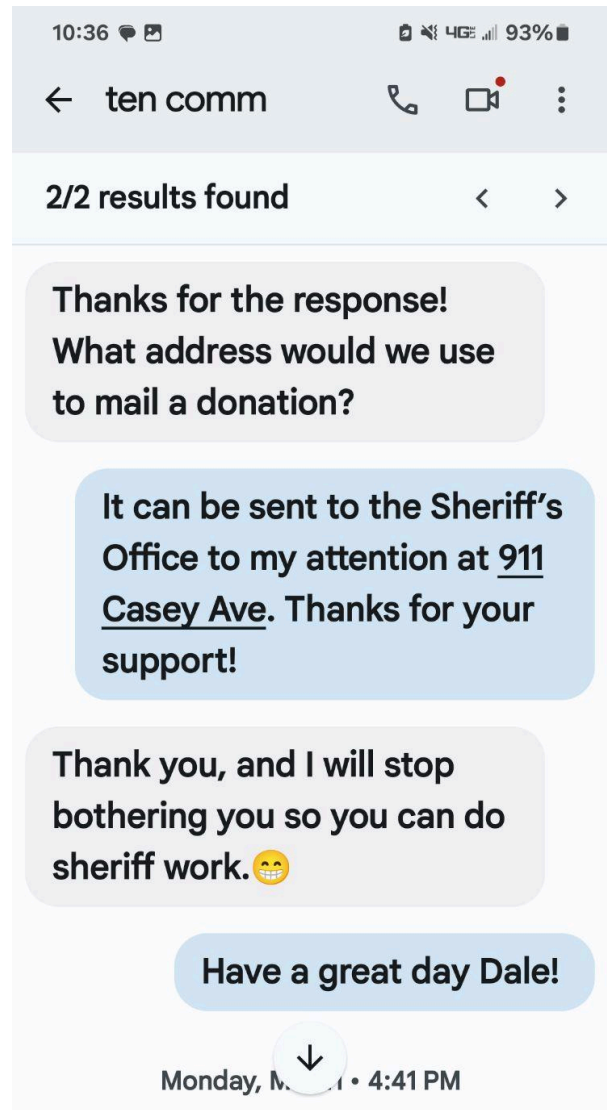 10:36 4GE 93%
ten comm
2/2 results found
Thanks for the response!
What address would we use
to mail a donation?
It can be sent to the Sheriff's
Office to my attention at 911
Casey Ave. Thanks for your
support!
Thank you, and I will stop
bothering you so you can do
sheriff work.😁
Have a great day Dale!
Monday, • 4:41 PM